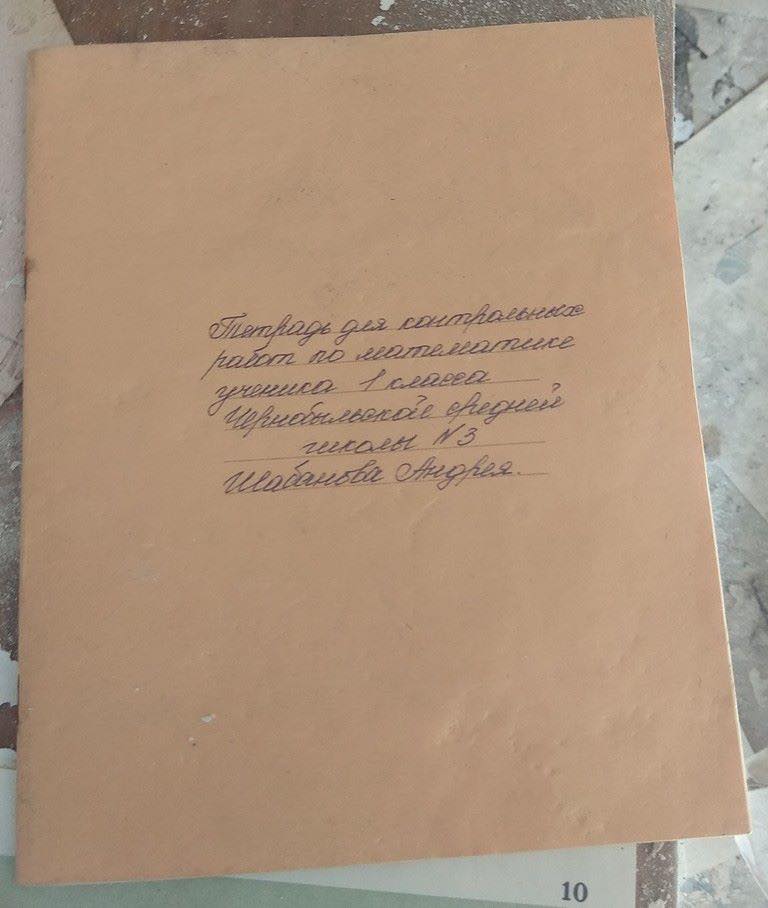 Тетрадь для контрольных
работ по математике
ученика 1 класса
Чернобыльской средней
школы N3
Шабанова Андрея.
10